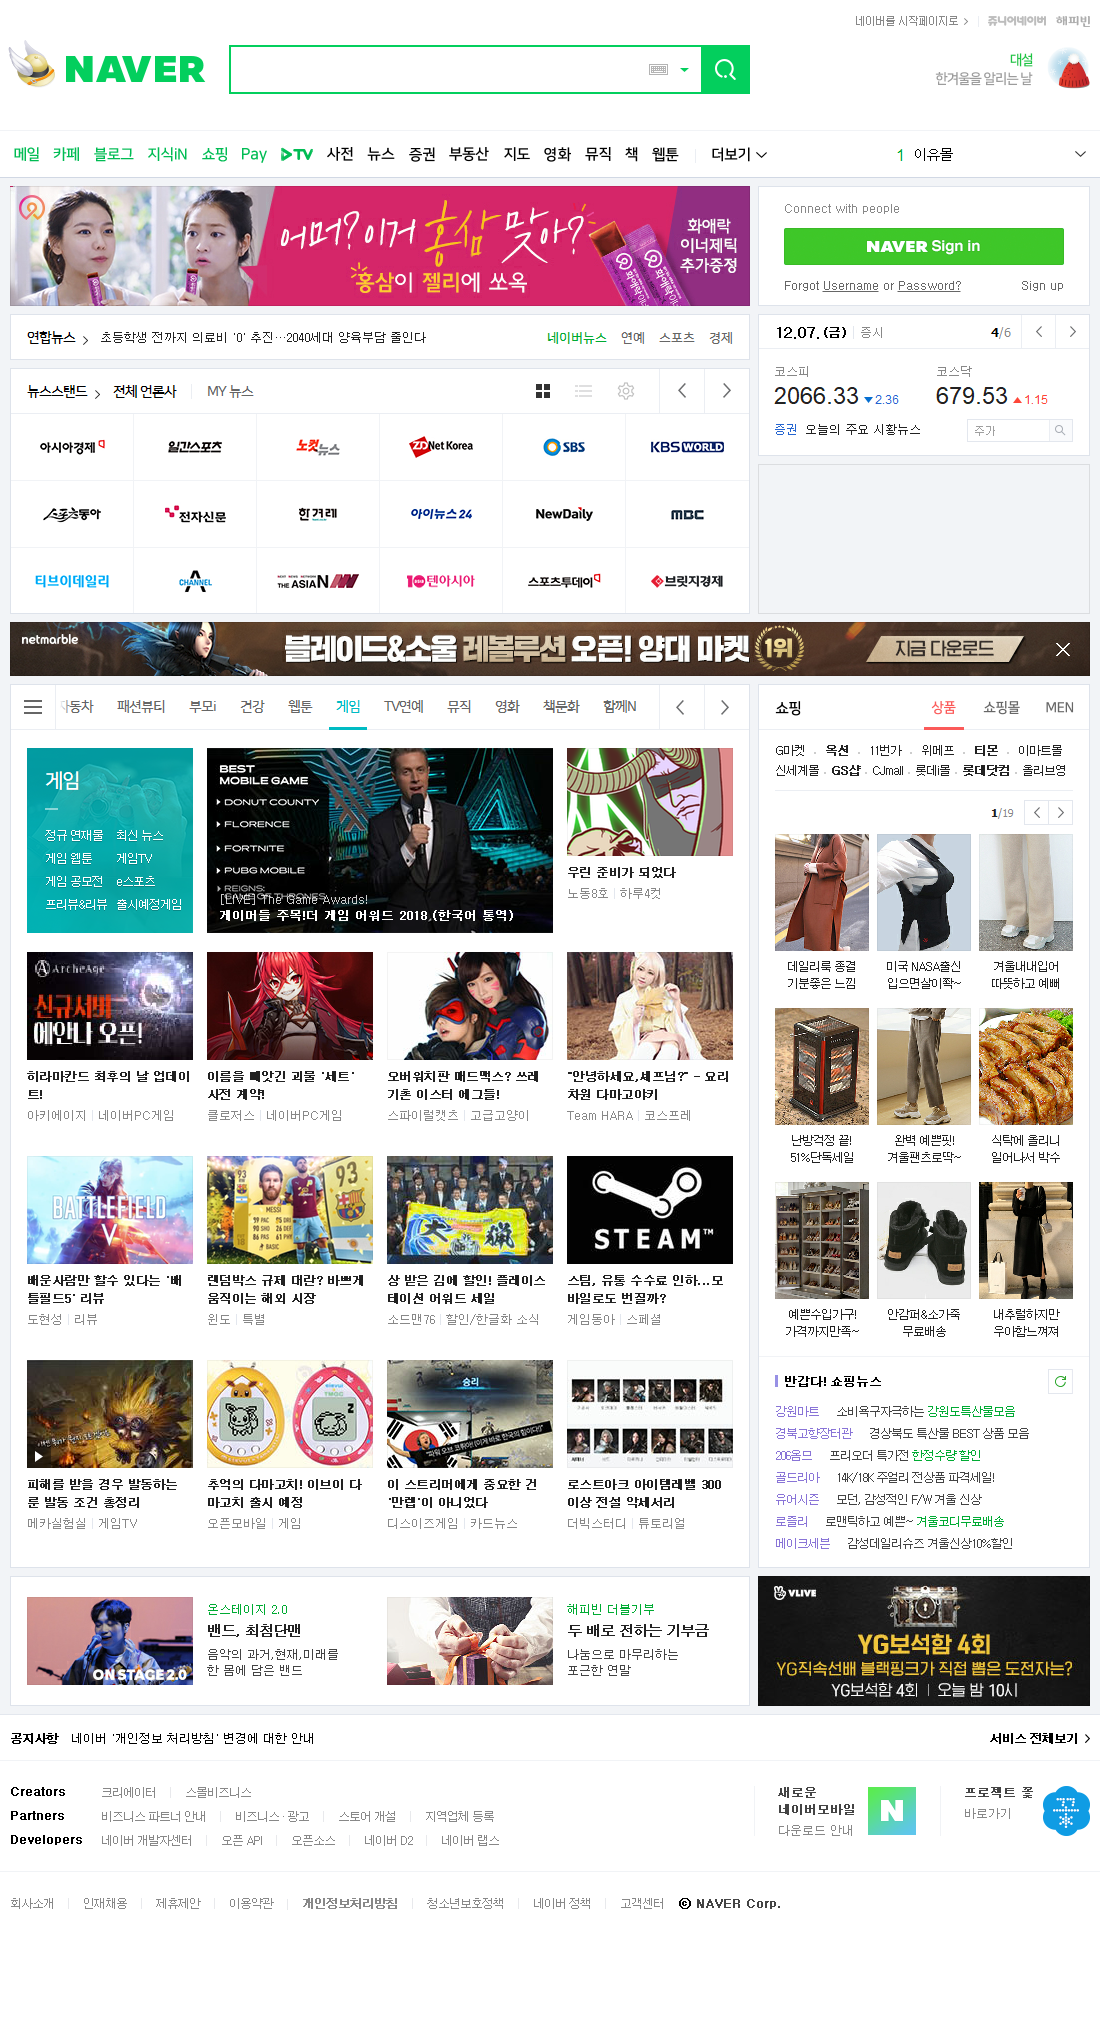 네이버를 시작페이지로
쥬니어네이버 해피빈
NAVER
대설
한겨울을 알리는 날
메일 카페 블로그 지식iN 쇼핑 Pay TV 사전 뉴스 증권 부동산 지도 영화 뮤직 책 웹툰 더보기
1 이유몰
어머?이거 홍삼 맞아?
홍삼이 젤리에 쏘옥
화애락
이너제틱
추가증정
Connect with people
NAVER Sign in
Forgot Username or Password? Sign up
연합뉴스 초등학생 전까지 의료비 '0' 추진…2040세대 양육부담 줄인다
네이버뉴스 연예 스포츠 경제
12.07.(금) 증시 4/6
코스피 코스닥
2066.33 2.36 679.53 1.15
증권 오늘의 주요 시황뉴스 주가
뉴스스탠드 전체 언론사 MY 뉴스
아시아경제 일간스포츠 노컷뉴스 ZDNet Korea SBS KBS WORLD
스포츠동아 전자신문 한겨레 아이뉴스24 NewDaily MBC
티브이데일리 CHANNEL A THE ASIAN 10 텐아시아 스포츠투데이 브릿지경제
netmarble 블레이드&소울 레볼루션 오픈! 양대 마켓 1위 지금 다운로드
자동차 패션뷰티 부모i 건강 웹툰 게임 TV연예 뮤직 영화 책문화 함께N
게임
정규 연재물 최신 뉴스
게임 웹툰 게임TV
게임 공모전 e스포츠
프리뷰&리뷰 출시예정게임
BEST
MOBILE GAME
DONUT COUNTY
FLORENCE
FORTNITE
PUBG MOBILE
REIGNS:
GAME OF THRONES
[LIVE] The Game Awards!
게이머들 주목!더 게임 어워드 2018,(한국어 통역)
우린 준비가 되었다
노동8호 하루4컷
ArcheAge
신규서버
에안나 오픈!
히라마칸드 최후의 날 업데이트!
아키에이지 네이버PC게임
이름을 빼앗긴 괴물 '세트' 사전 계약!
클로저스 네이버PC게임
오버워치판 매드맥스? 쓰레기촌 이스터 에그들!
스파이럴캣츠 고급고양이
"안녕하세요,셰프님?" - 요리차원 다마고야키
Team HARA 코스프레
BATTLEFIELD V
배운사람만 할수 있다는 '배틀필드5' 리뷰
도현성 리뷰
93 MESSI 93
랜덤박스 규제 대란? 바쁘게 움직이는 해외 시장
윈도 특별
상 받은 김에 할인! 플레이스테이션 어워드 세일
소드맨76 할인/한글화 소식
STEAM™
스팀, 유통 수수료 인하...모바일로도 번질까?
게임동아 스페셜
피해를 받을 경우 발동하는 룬 발동 조건 총정리
메카실험실 게임TV
추억의 다마고치! 이브이 다마고치 출시 예정
오픈모바일 게임
승리
이 스트리머에게 중요한 건 '만렙'이 아니었다
디스이즈게임 카드뉴스
로스트아크 아이템레벨 300 이상 전설 악세서리
더빅스터디 튜토리얼
쇼핑 상품 쇼핑몰 MEN
G마켓 옥션 11번가 위메프 티몬 이마트몰
신세계몰 GS샵 CJmall 롯데i몰 롯데닷컴 올리브영
1/19
데일리룩 종결
기분좋은 느낌
미국 NASA출신
입으면살이쫙~
겨울내내입어
따뜻하고 예뻐
난방걱정 끝!
51%단독세일
완벽 예쁜핏!
겨울팬츠로딱~
식탁에 올리니
일어나서 박수
예쁜수입가구!
가격까지만족~
안감퍼&소가죽
무료배송
내추럴하지만
우아함느껴져
반갑다! 쇼핑뉴스
강원마트 소비욕구자극하는 강원도특산물모음
경북고향장터관 경상북도 특산물 BEST 상품 모음
206옴므 프리오더 특가전 한정수량 할인
골드리아 14K/18K 주얼리 전상품 파격세일!
유어시즌 모던, 감성적인 F/W 겨울 신상
로즐리 로맨틱하고 예쁜~ 겨울코디무료배송
메이크세븐 감성데일리슈즈 겨울신상10%할인
ON STAGE 2.0
온스테이지 2.0
밴드, 최첨단맨
음악의 과거,현재,미래를
한 몸에 담은 밴드
해피빈 더블기부
두 배로 전하는 기부금
나눔으로 마무리하는
포근한 연말
VLIVE
YG보석함 4회
YG직속선배 블랙핑크가 직접 뽑은 도전자는?
YG보석함 4회 | 오늘 밤 10시
공지사항 네이버 '개인정보 처리방침' 변경에 대한 안내
서비스 전체보기
Creators 크리에이터 스몰비즈니스
Partners 비즈니스 파트너 안내 비즈니스 · 광고 스토어 개설 지역업체 등록
Developers 네이버 개발자센터 오픈 API 오픈소스 네이버 D2 네이버 랩스
새로운
네이버모바일
다운로드 안내
N
프로젝트 꽃
바로가기
회사소개 인재채용 제휴제안 이용약관 개인정보처리방침 청소년보호정책 네이버 정책 고객센터 ⓒ NAVER Corp.